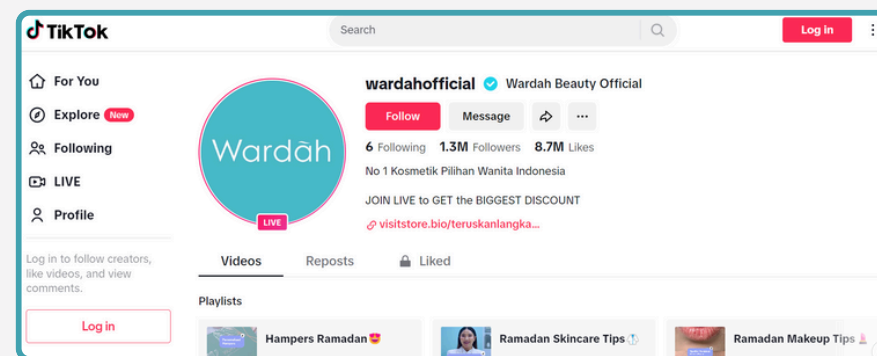 TikTok
Search
Log in
For You
Explore New
Following
LIVE
Profile
Log in to follow creators,
like videos, and view
comments.
Log in
Wardah
LIVE
wardahofficial Wardah Beauty Official
Follow Message
6 Following 1.3M Followers 8.7M Likes
No 1 Kosmetik Pilihan Wanita Indonesia
JOIN LIVE to GET the BIGGEST DISCOUNT
visitstore.bio/teruskanlangka...
Videos Reposts Liked
Playlists
Hampers Ramadan 😍
Ramadan Skincare Tips
Ramadan Makeup Tips 💄